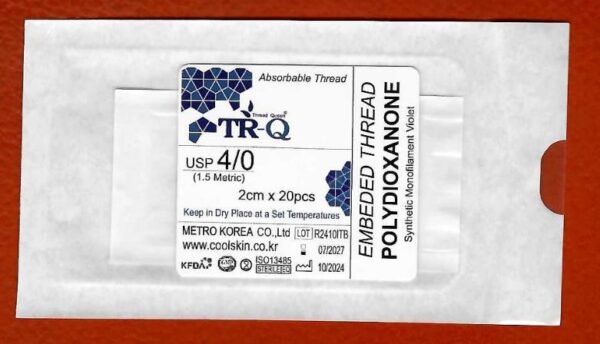 Absorbable Thread
Thread Queen®
TR-Q
USP 4/0
(1.5 Metric)
2cm x 20pcs
Keep in Dry Place at a Set Temperatures
METRO KOREA CO.,Ltd
LOT R2410ITB
www.coolskin.co.kr
07/2027
KFDA
GMP
ISO13485
STERILE EO
10/2024
EMBEDED THREAD
POLYDIOXANONE
Synthetic Monofilament Violet